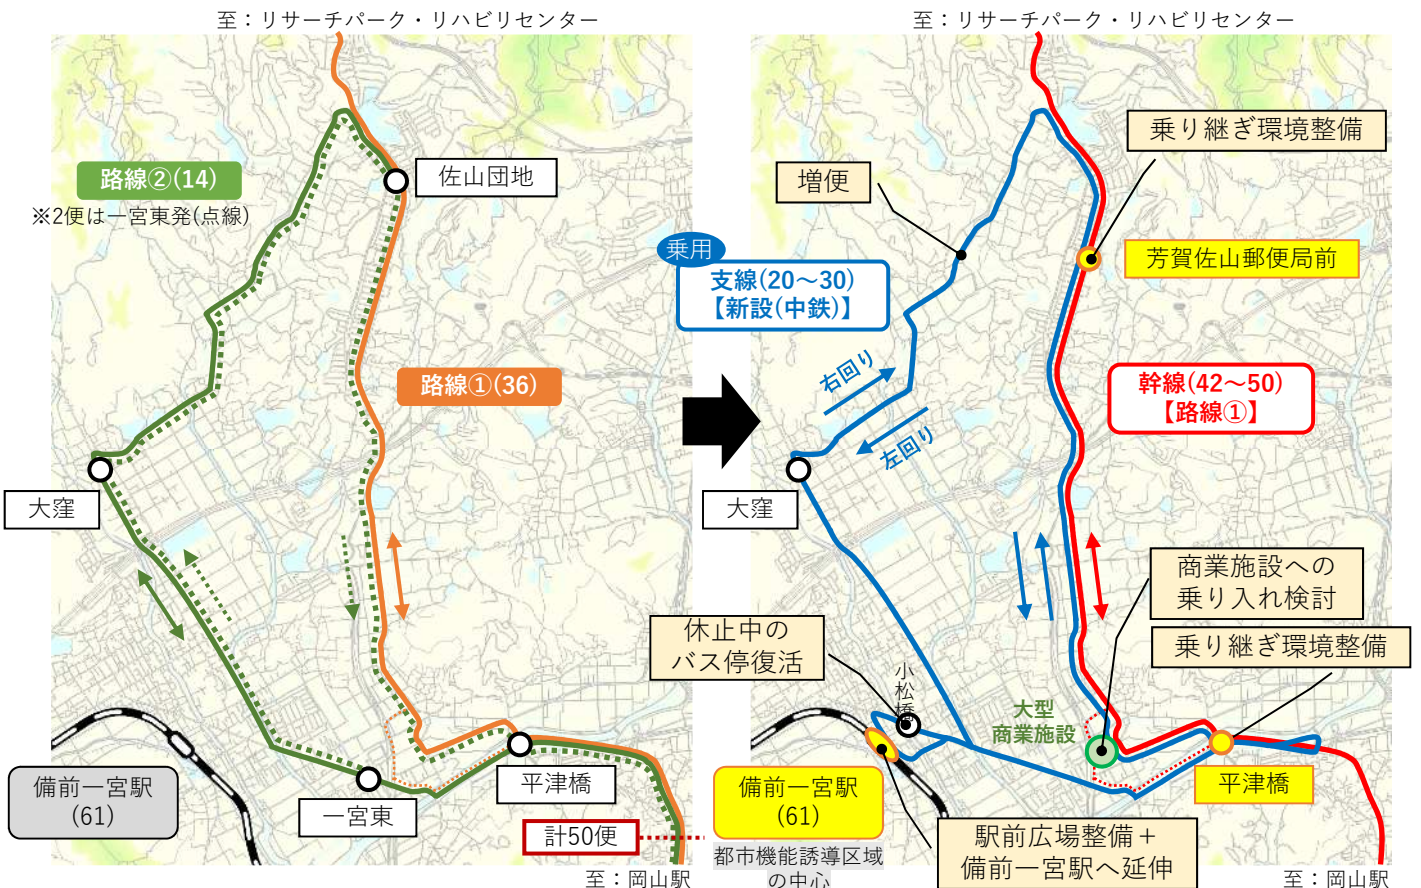 至：リサーチパーク・リハビリセンター
路線②(14)
※2便は一宮東発(点線)
佐山団地
路線①(36)
大窪
備前一宮駅
(61)
一宮東
平津橋
計50便
至：岡山駅
至：リサーチパーク・リハビリセンター
乗り継ぎ環境整備
増便
芳賀佐山郵便局前
乗用
支線(20～30)
【新設(中鉄)】
右回り
左回り
幹線(42～50)
【路線①】
大窪
商業施設への
乗り入れ検討
休止中の
バス停復活
乗り継ぎ環境整備
小松橋
大型
商業施設
平津橋
備前一宮駅
(61)
都市機能誘導区域
の中心
駅前広場整備＋
備前一宮駅へ延伸
至：岡山駅